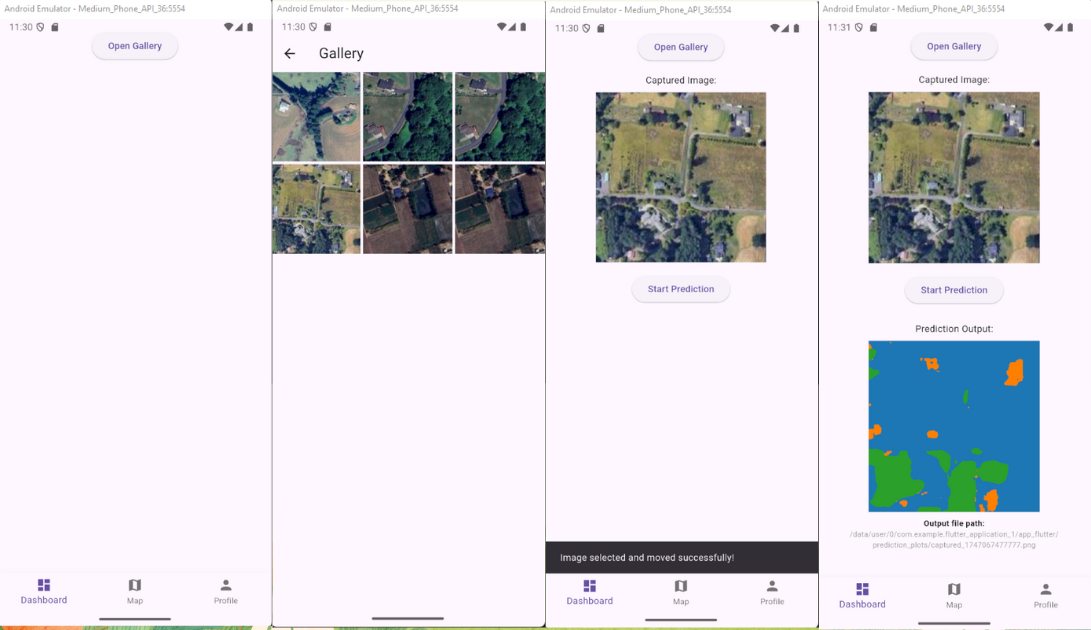 Android Emulator - Medium_Phone_API_36:5554
11:30
Open Gallery
Dashboard
Map
Profile
Android Emulator - Medium_Phone_API_36:5554
11:30
Gallery
Android Emulator - Medium_Phone_API_36:5554
11:30
Open Gallery
Captured Image:
Start Prediction
Image selected and moved successfully!
Dashboard
Map
Profile
Android Emulator - Medium_Phone_API_36:5554
11:31
Open Gallery
Captured Image:
Start Prediction
Prediction Output:
Output file path:
/data/user/0/com.example.flutter_application_1/app_flutter/
prediction_plots/captured_1747067477777.png
Dashboard
Map
Profile